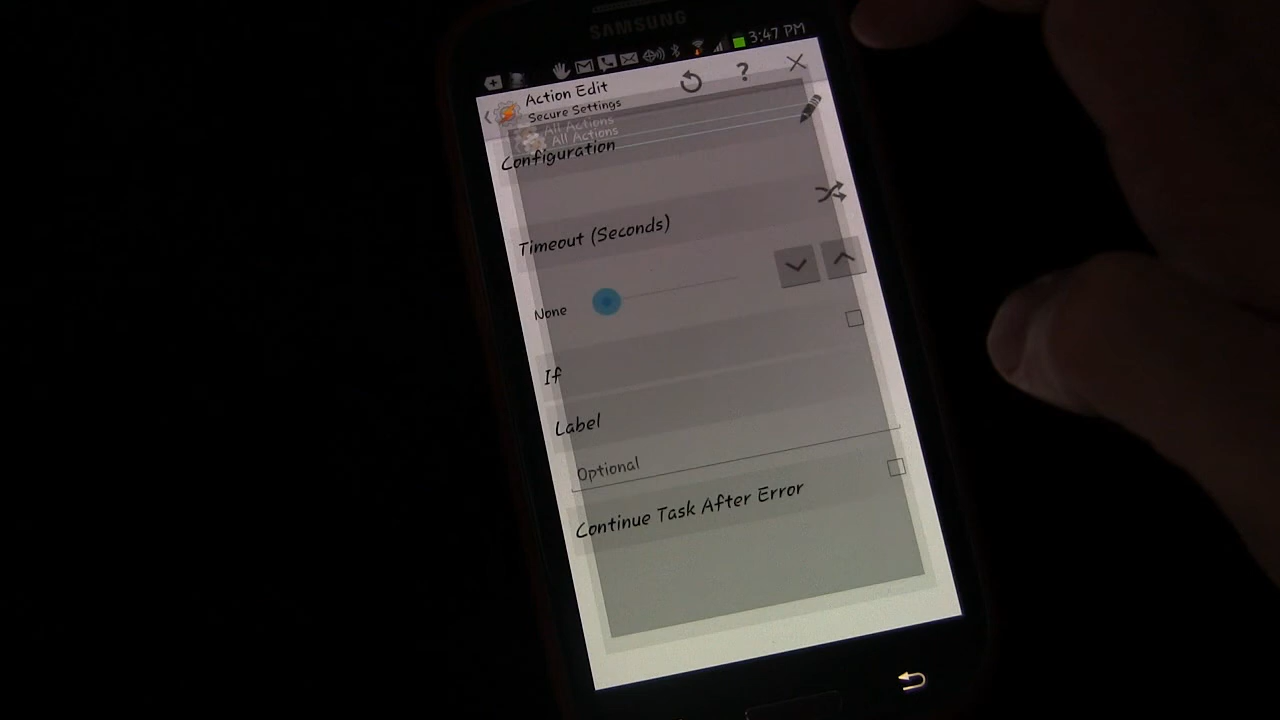 SAMSUNG
3:47 PM
Action Edit
?
Secure Settings
All Actions
All Actions
Configuration
Timeout (Seconds)
None
If
Label
Optional
Continue Task After Error